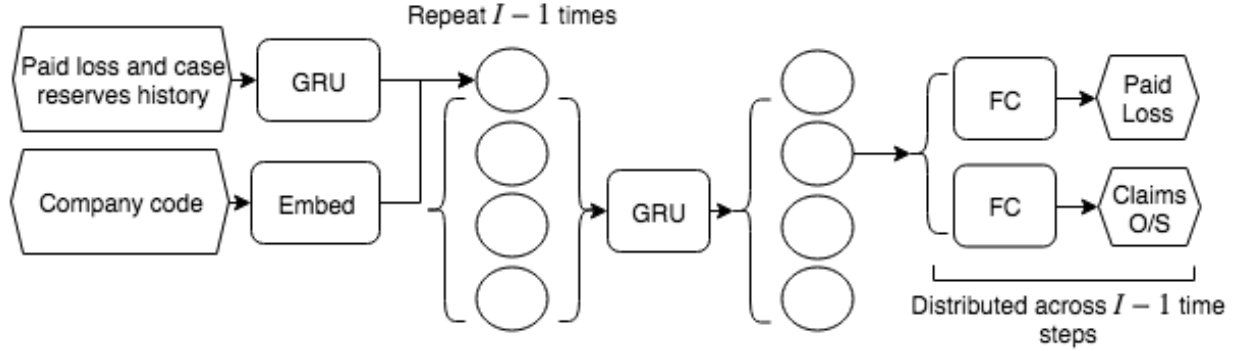 Repeat I − 1 times
Paid loss and case
reserves history
GRU
Company code
Embed
GRU
FC
Paid
Loss
FC
Claims
O/S
Distributed across I − 1 time
steps